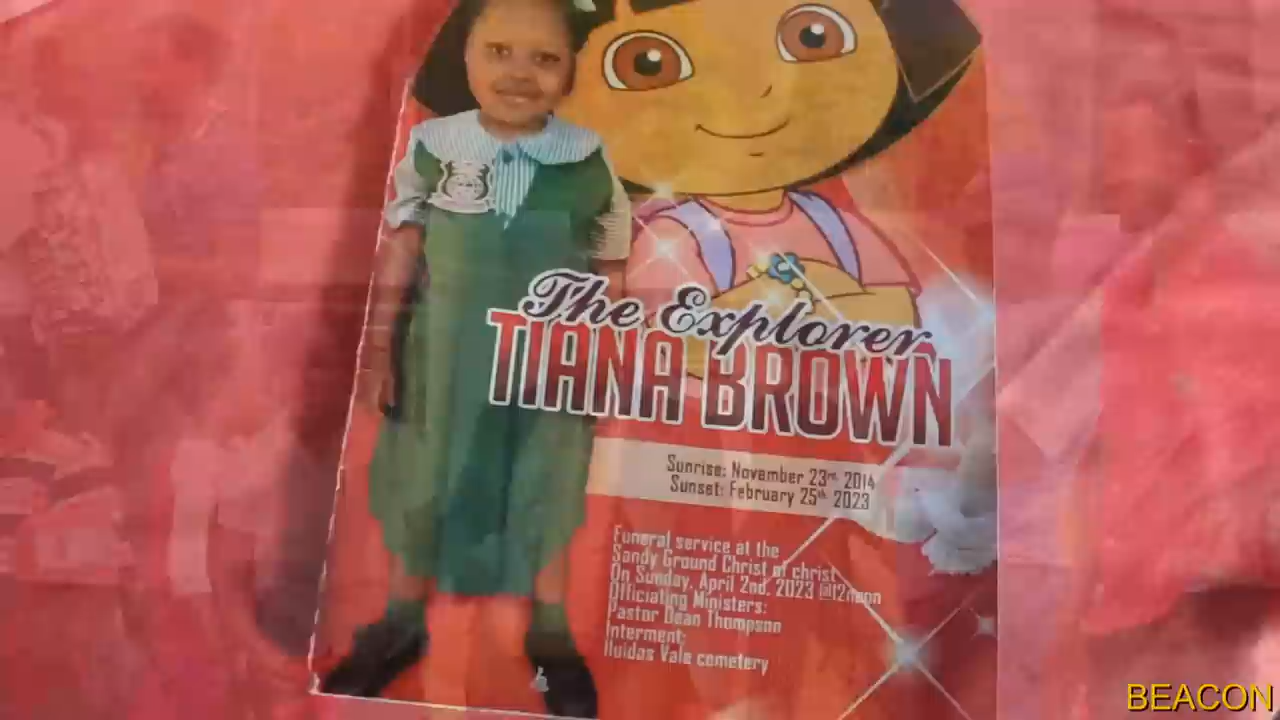 The Explorer
TIANA BROWN
Sunrise: November 23rd 2014
Sunset: February 25th 2023
Funeral service at the
Sandy Ground Christ of christ
On Sunday, April 2nd, 2023 @12noon
Officiating Ministers:
Pastor Dean Thompson
Interment:
lluidas Vale cemetery
BEACON